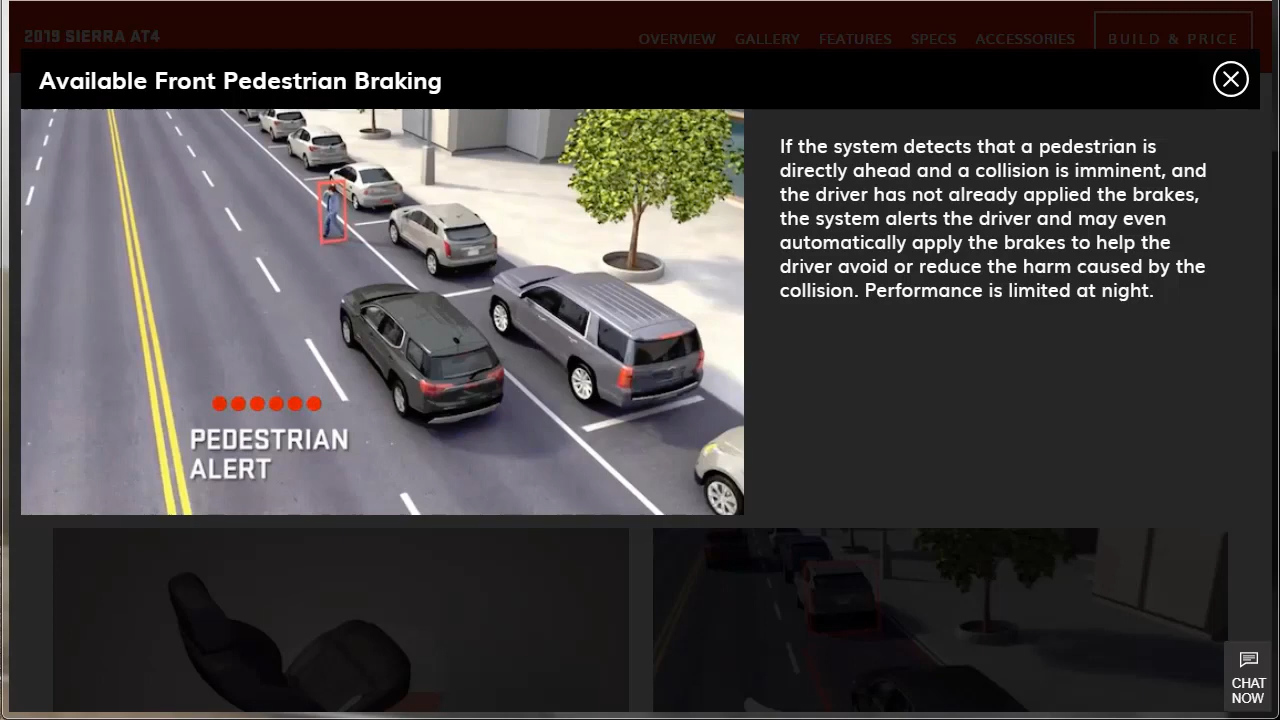 2019 SIERRA AT4
OVERVIEW GALLERY FEATURES SPECS ACCESSORIES BUILD & PRICE
Available Front Pedestrian Braking
If the system detects that a pedestrian is
directly ahead and a collision is imminent, and
the driver has not already applied the brakes,
the system alerts the driver and may even
automatically apply the brakes to help the
driver avoid or reduce the harm caused by the
collision. Performance is limited at night.
PEDESTRIAN
ALERT
CHAT
NOW